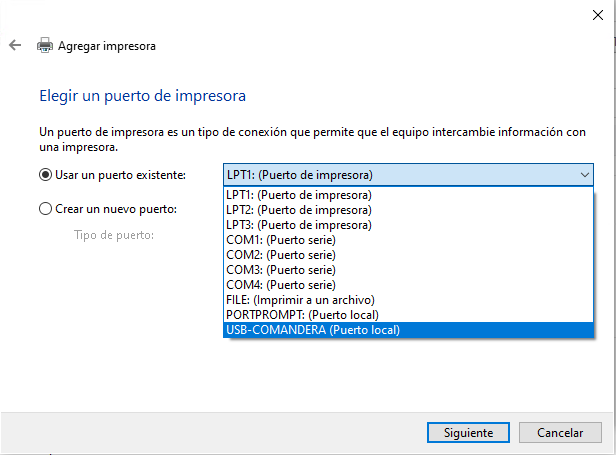 Agregar impresora
Elegir un puerto de impresora
Un puerto de impresora es un tipo de conexión que permite que el equipo intercambie información con
una impresora.
Usar un puerto existente:
LPT1: (Puerto de impresora)
LPT1: (Puerto de impresora)
LPT2: (Puerto de impresora)
LPT3: (Puerto de impresora)
COM1: (Puerto serie)
COM2: (Puerto serie)
COM3: (Puerto serie)
COM4: (Puerto serie)
FILE: (Imprimir a un archivo)
PORTPROMPT: (Puerto local)
USB-COMANDERA (Puerto local)
Crear un nuevo puerto:
Tipo de puerto:
Siguiente
Cancelar